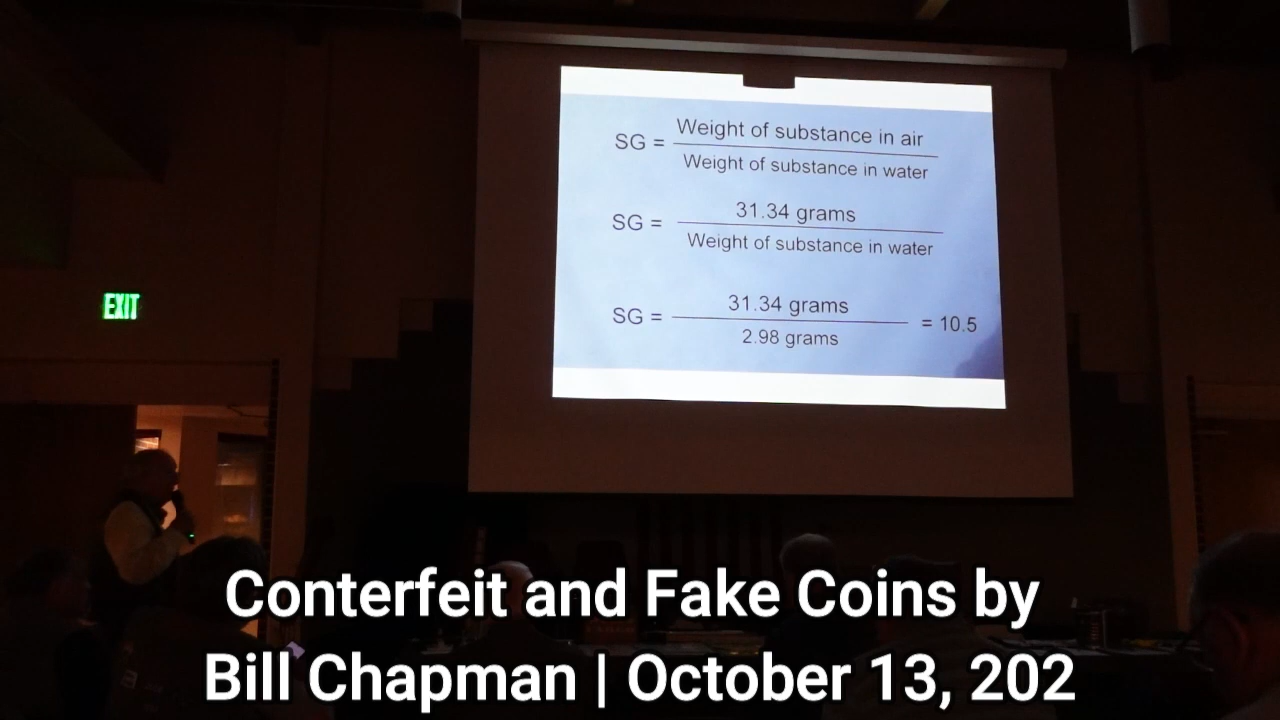 SG = Weight of substance in air
Weight of substance in water
SG = 31.34 grams
Weight of substance in water
SG = 31.34 grams
2.98 grams
= 10.5
EXIT
Conterfeit and Fake Coins by
Bill Chapman | October 13, 202